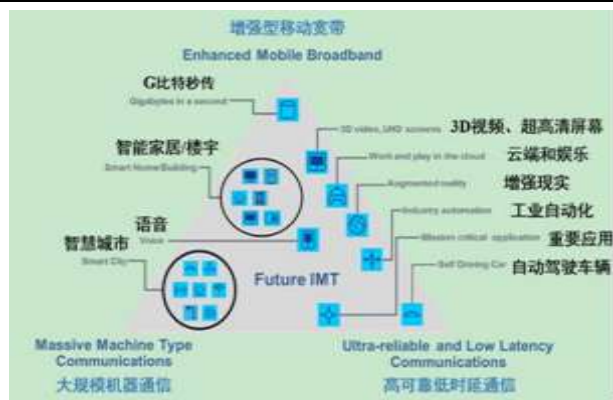 增强型移动宽带
Enhanced Mobile Broadband
G比特秒传
Gigabytes in a second
3D video, UHD screens
3D视频、超高清屏幕
智能家居/楼宇
Smart Home/Building
Work and play in the cloud
云端和娱乐
Augmented reality
增强现实
Industry automation
工业自动化
语音
Voice
Mission critical application
重要应用
智慧城市
Smart City
Self Driving Car
自动驾驶车辆
Future IMT
Massive Machine Type
Communications
大规模机器通信
Ultra-reliable and Low Latency
Communications
高可靠低时延通信